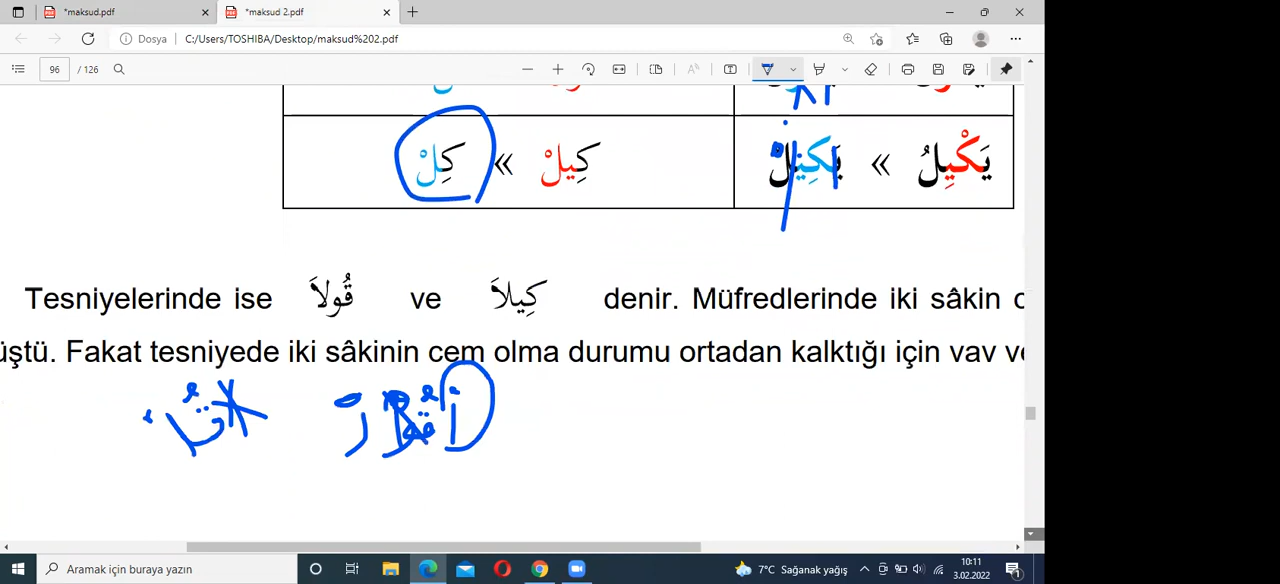 *maksud.pdf
*maksud 2.pdf
Dosya
C:/Users/TOSHIBA/Desktop/maksud%202.pdf
96 / 126
يَكْيِلُ » يَكِيْلْ
كِيلْ » كِلْ
Tesniyelerinde ise قُولاَ ve كِيلاَ denir. Müfredlerinde iki sâkin
üştü. Fakat tesniyede iki sâkinin cem olma durumu ortadan kalktığı için vav ve
Aramak için buraya yazın
7°C Sağanak yağış
10:11
3.02.2022